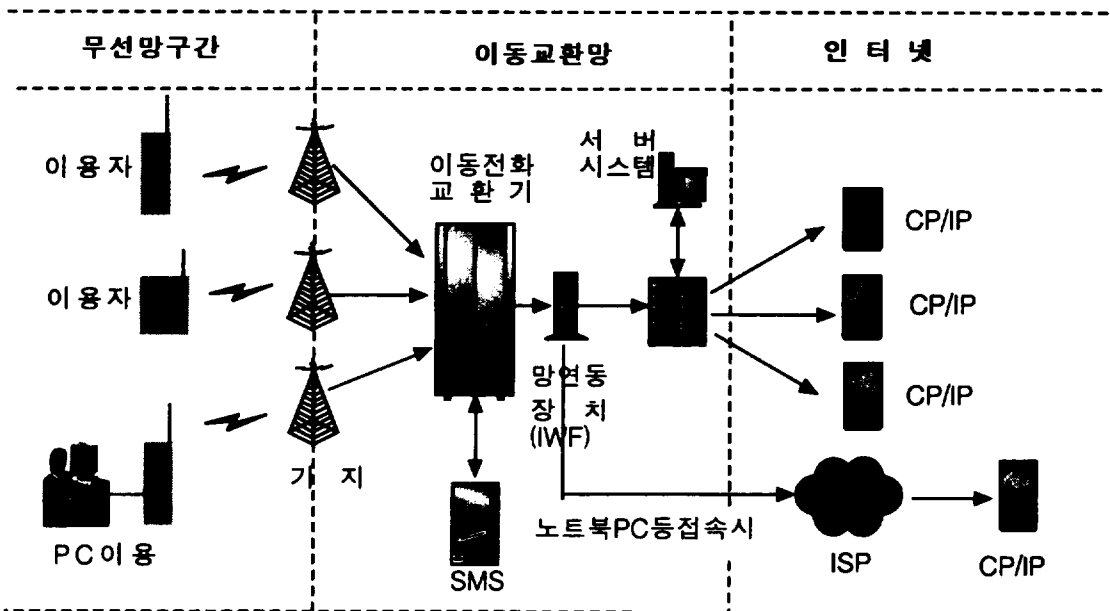 무선망구간
이동교환망
인 터 넷
이용자
이동전화
교 환 기
서 버
시스템
CP/IP
이용자
CP/IP
망연동
장 치
(IWF)
CP/IP
기 지
PC이용
SMS
노트북PC등접속시
ISP
CP/IP